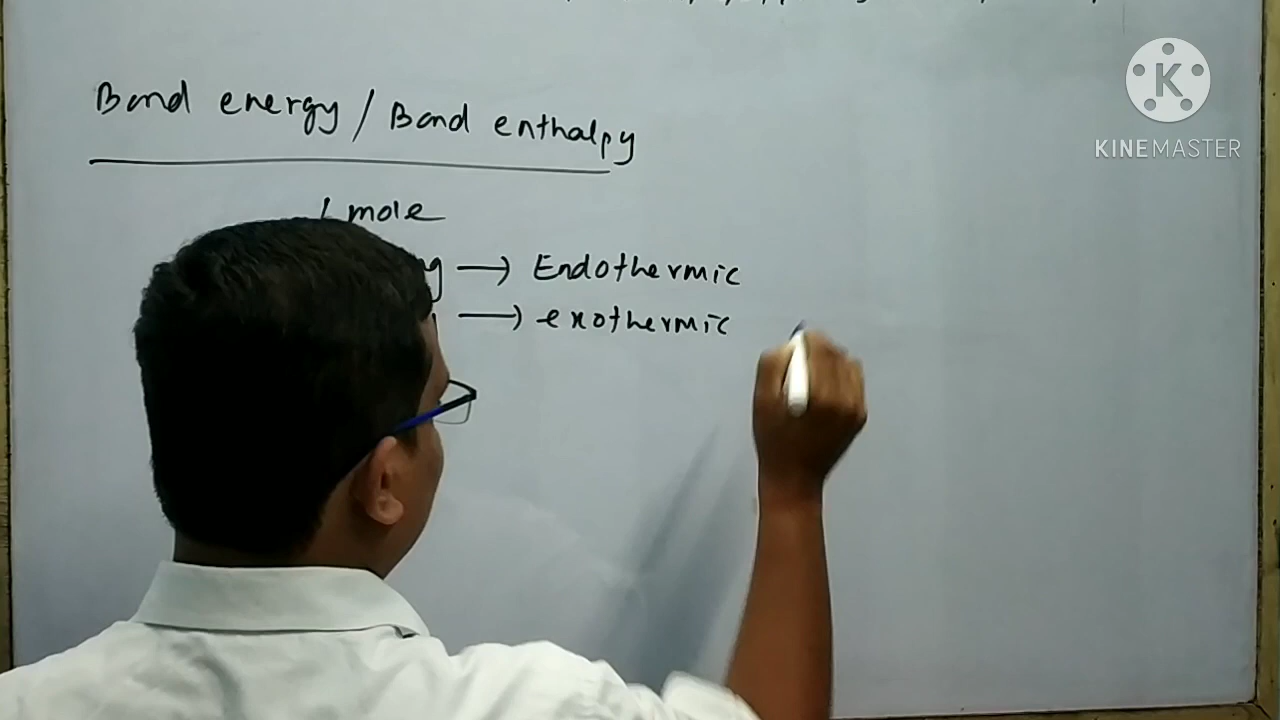 Bond energy / Bond enthalpy
1 mole
→ Endothermic
→ exothermic
K
KINEMASTER